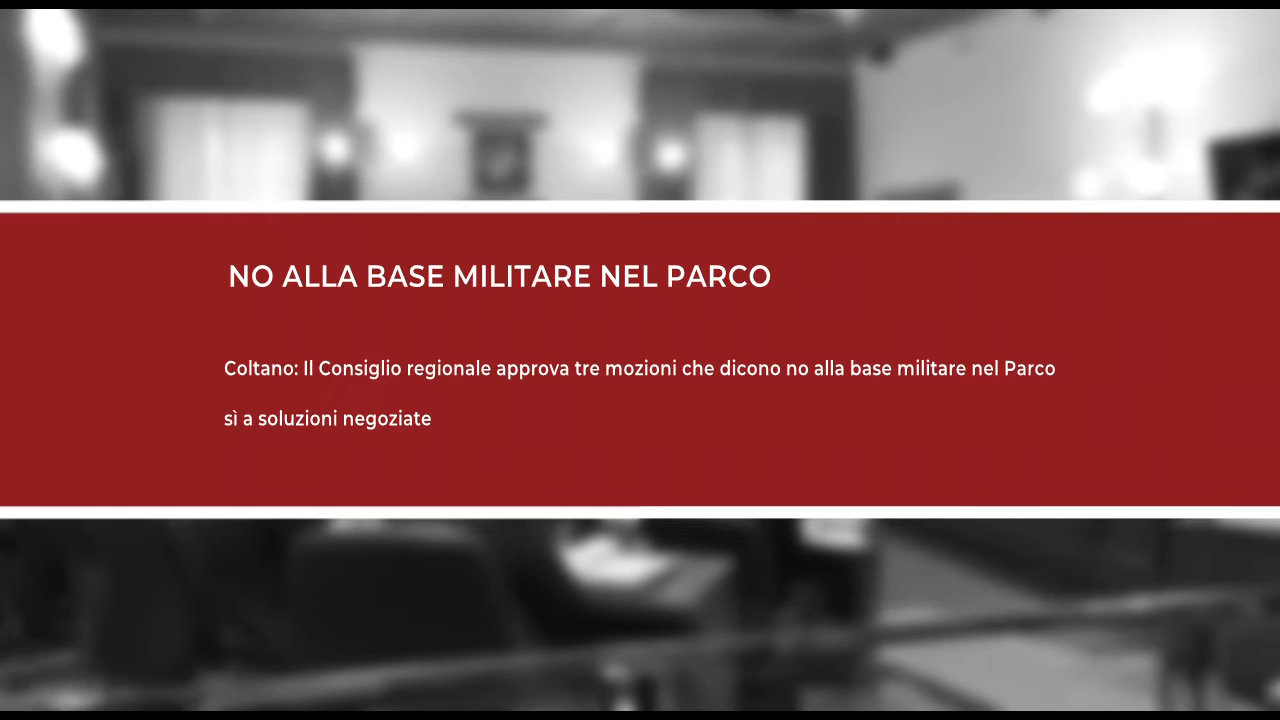 NO ALLA BASE MILITARE NEL PARCO
Coltano: Il Consiglio regionale approva tre mozioni che dicono no alla base militare nel Parco
sì a soluzioni negoziate